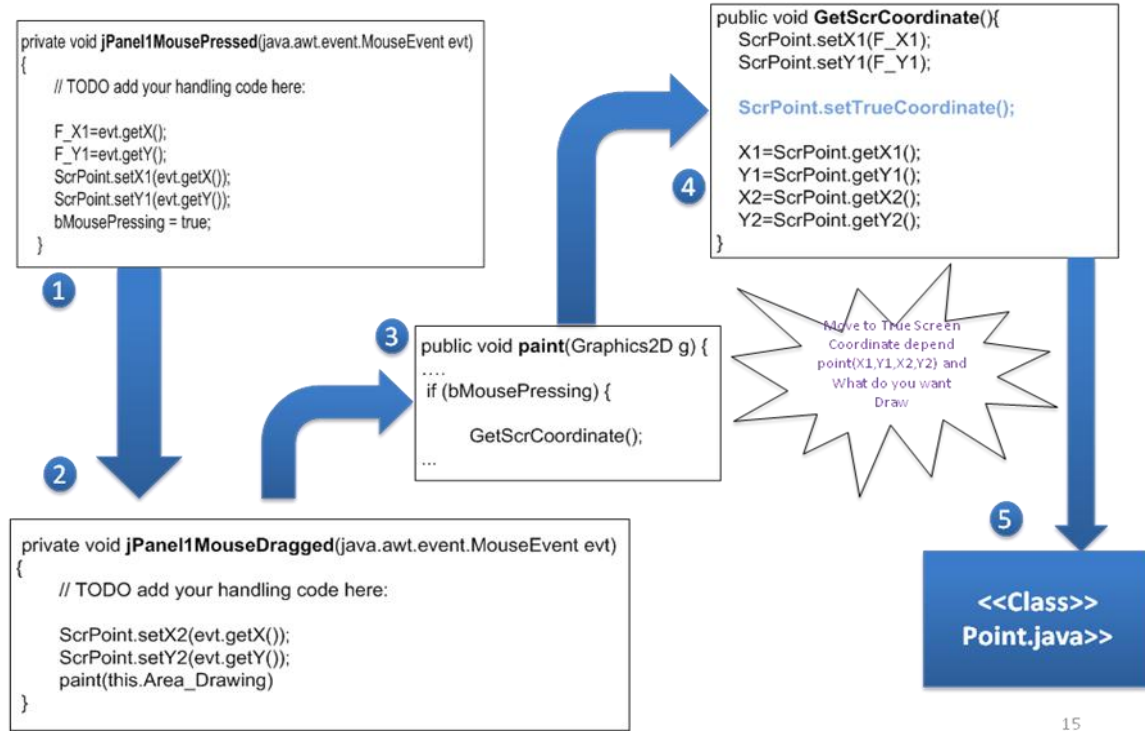 private void jPanel1MousePressed(java.awt.event.MouseEvent evt)
{
// TODO add your handling code here:
F_X1=evt.getX();
F_Y1=evt.getY();
ScrPoint.setX1(evt.getX());
ScrPoint.setY1(evt.getY());
bMousePressing = true;
}
1
2
private void jPanel1MouseDragged(java.awt.event.MouseEvent evt)
{
// TODO add your handling code here:
ScrPoint.setX2(evt.getX());
ScrPoint.setY2(evt.getY());
paint(this.Area_Drawing)
}
3
public void paint(Graphics2D g) {
....
if (bMousePressing) {
GetScrCoordinate();
...
4
public void GetScrCoordinate(){
ScrPoint.setX1(F_X1);
ScrPoint.setY1(F_Y1);
ScrPoint.setTrueCoordinate();
X1=ScrPoint.getX1();
Y1=ScrPoint.getY1();
X2=ScrPoint.getX2();
Y2=ScrPoint.getY2();
}
Move to True Screen
Coordinate depend
point(X1,Y1,X2,Y2) and
What do you want
Draw
5
<<Class>>
Point.java>>
15